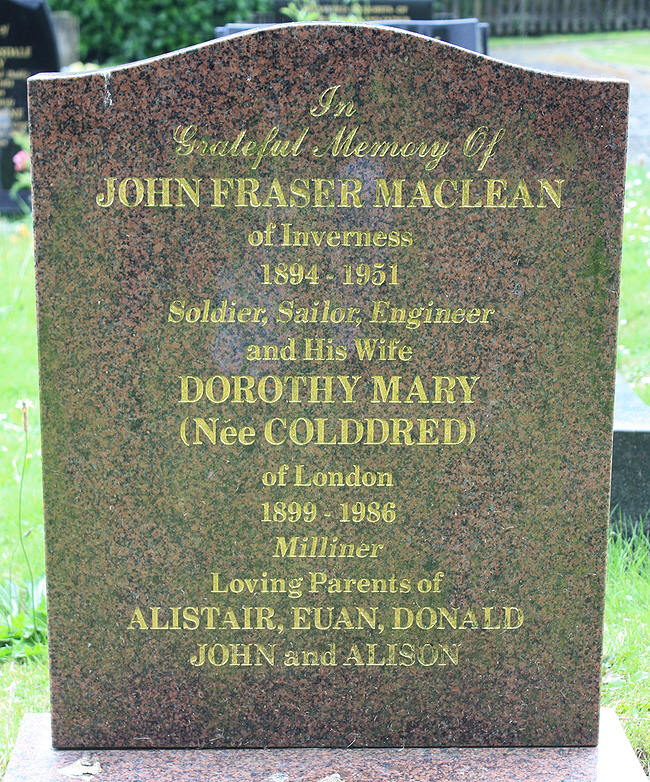 In
Grateful Memory Of
JOHN FRASER MACLEAN
of Inverness
1894 - 1951
Soldier, Sailor, Engineer
and His Wife
DOROTHY MARY
(Née COLDDRED)
of London
1899 - 1986
Milliner
Loving Parents of
ALISTAIR, EUAN, DONALD
JOHN and ALISON